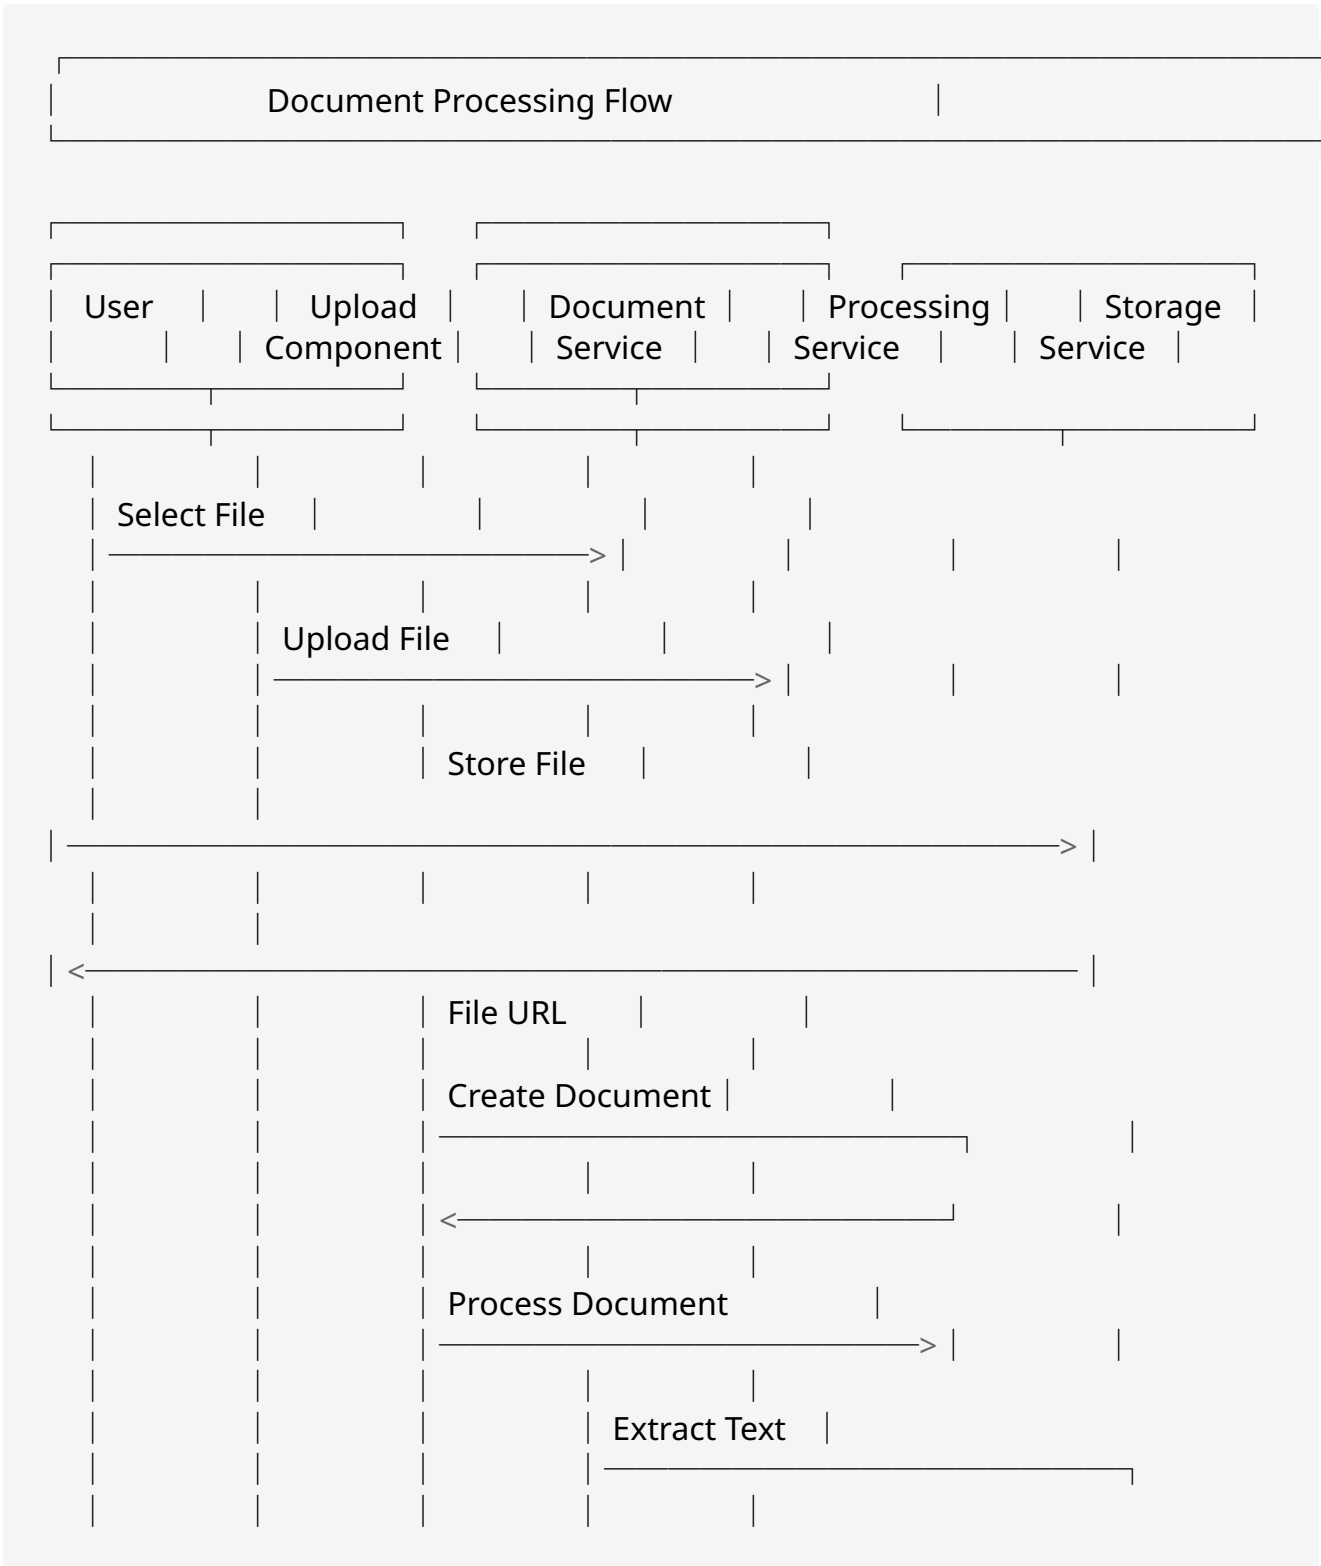 Document Processing Flow
User Upload Document Processing Storage
Component Service Service Service
Select File
>
Upload File
>
Store File
>
<
File URL
Create Document
<
Process Document
>
Extract Text